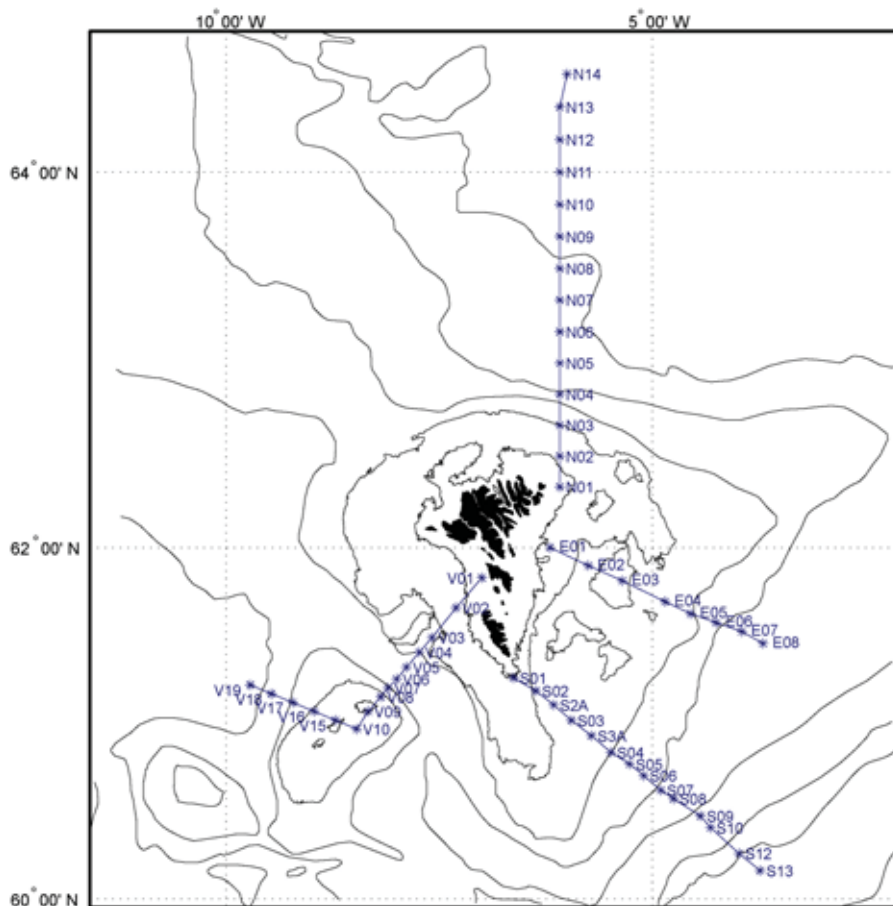 10° 00' W
5° 00' W
N14
N13
N12
64° 00' N
N11
N10
N09
N08
N07
N06
N05
N04
N03
N02
N01
62° 00' N
E01
E02
V01
E03
E04
V02
E05
E06
E07
V03
E08
V04
V05
S01
V06
V19
V07
S02
V18
V08
V17
S2A
V16
V09
V15
S03
V10
S3A
S04
S05
S06
S07
S08
S09
S10
S12
S13
60° 00' N